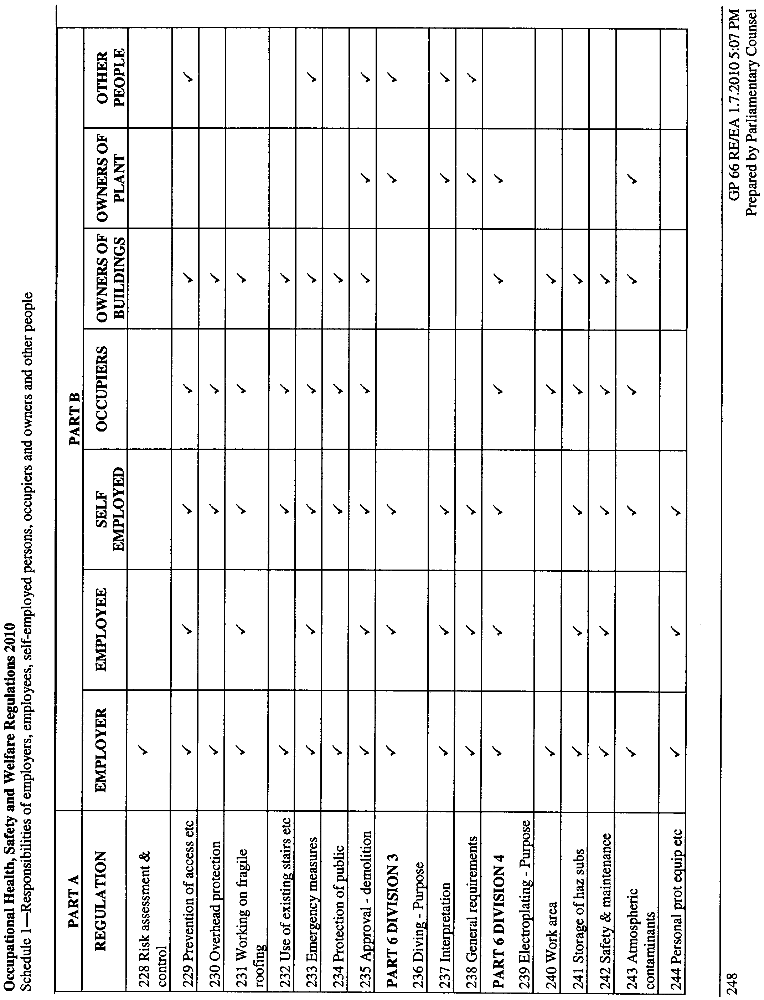 Occupational Health, Safety and Welfare Regulations 2010
Schedule 1—Responsibilities of employers, employees, self-employed persons, occupiers and owners and other people
PART A PART B
REGULATION EMPLOYER EMPLOYEE SELF EMPLOYED OCCUPIERS OWNERS OF BUILDINGS OWNERS OF PLANT OTHER PEOPLE
228 Risk assessment & ✓
control
229 Prevention of access etc ✓ ✓ ✓ ✓ ✓ ✓
230 Overhead protection ✓ ✓ ✓ ✓
231 Working on fragile ✓ ✓ ✓ ✓ ✓
roofing
232 Use of existing stairs etc ✓ ✓ ✓ ✓
233 Emergency measures ✓ ✓ ✓ ✓ ✓ ✓
234 Protection of public ✓ ✓ ✓ ✓
235 Approval - demolition ✓ ✓ ✓ ✓ ✓ ✓ ✓
PART 6 DIVISION 3 ✓ ✓ ✓ ✓ ✓
236 Diving - Purpose
237 Interpretation ✓ ✓ ✓ ✓ ✓
238 General requirements ✓ ✓ ✓ ✓ ✓
PART 6 DIVISION 4 ✓ ✓ ✓ ✓ ✓ ✓
239 Electroplating - Purpose
240 Work area ✓ ✓ ✓
241 Storage of haz subs ✓ ✓ ✓ ✓ ✓
242 Safety & maintenance ✓ ✓ ✓ ✓ ✓
243 Atmospheric ✓ ✓ ✓ ✓ ✓
contaminants
244 Personal prot equip etc ✓ ✓ ✓
248 GP 66 RE/EA 1.7.2010 5:07 PM
Prepared by Parliamentary Counsel